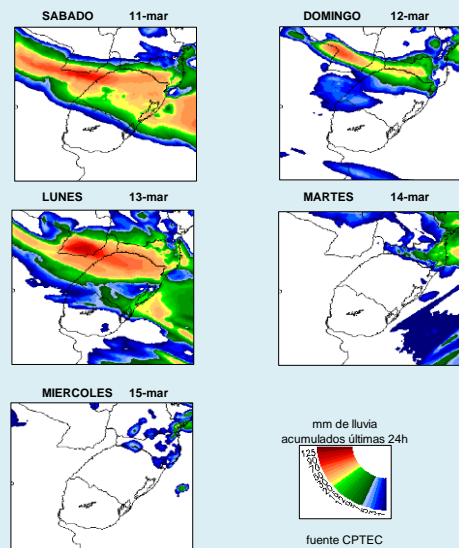 SABADO 11-mar
DOMINGO 12-mar
LUNES 13-mar
MARTES 14-mar
MIERCOLES 15-mar
mm de lluvia
acumulados últimas 24h
fuente CPTEC